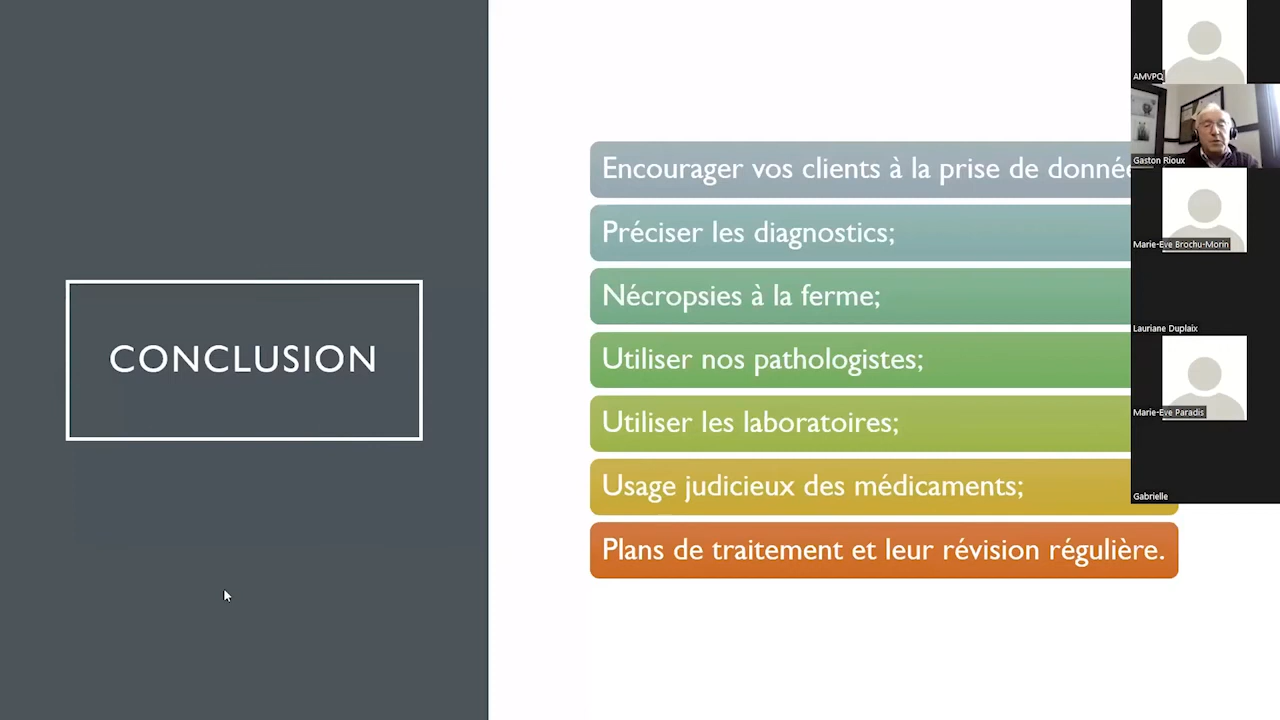 CONCLUSION
Encourager vos clients à la prise de
Préciser les diagnostics;
Nécropsies à la ferme;
Utiliser nos pathologistes;
Utiliser les laboratoires;
Usage judicieux des médicaments;
Plans de traitement et leur révision régulière.
AMVPQ
Gaston Rioux
Marie-Eve Brochu-Morin
Lauriane Duplaix
Marie-Eve Paradis
Gabrielle